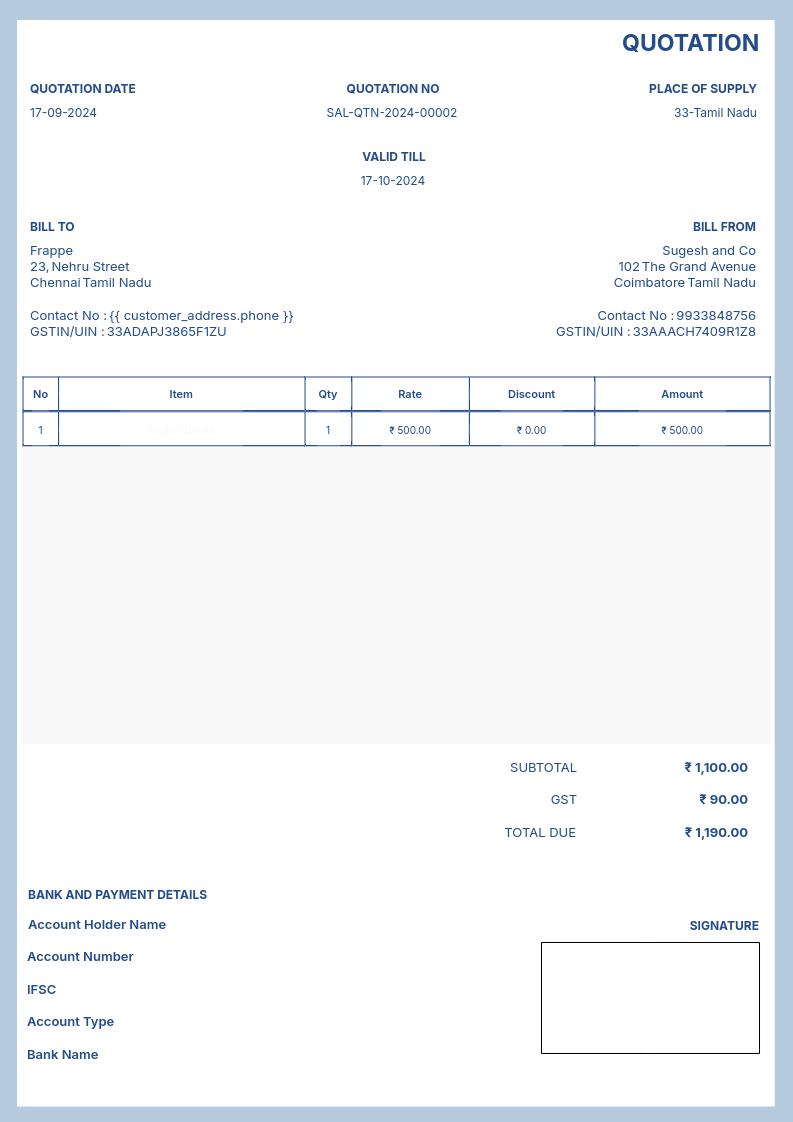 QUOTATION
QUOTATION DATE QUOTATION NO PLACE OF SUPPLY
17-09-2024 SAL-QTN-2024-00002 33-Tamil Nadu
VALID TILL
17-10-2024
BILL TO
Frappe
23, Nehru Street
Chennai Tamil Nadu
Contact No : {{ customer_address.phone }}
GSTIN/UIN : 33ADAPJ3865F1ZU
BILL FROM
Sugesh and Co
102 The Grand Avenue
Coimbatore Tamil Nadu
Contact No : 9933848756
GSTIN/UIN : 33AAACH7409R1Z8
No Item Qty Rate Discount Amount
1 1 ₹ 500.00 ₹ 0.00 ₹ 500.00
SUBTOTAL ₹ 1,100.00
GST ₹ 90.00
TOTAL DUE ₹ 1,190.00
BANK AND PAYMENT DETAILS
Account Holder Name
Account Number
IFSC
Account Type
Bank Name
SIGNATURE